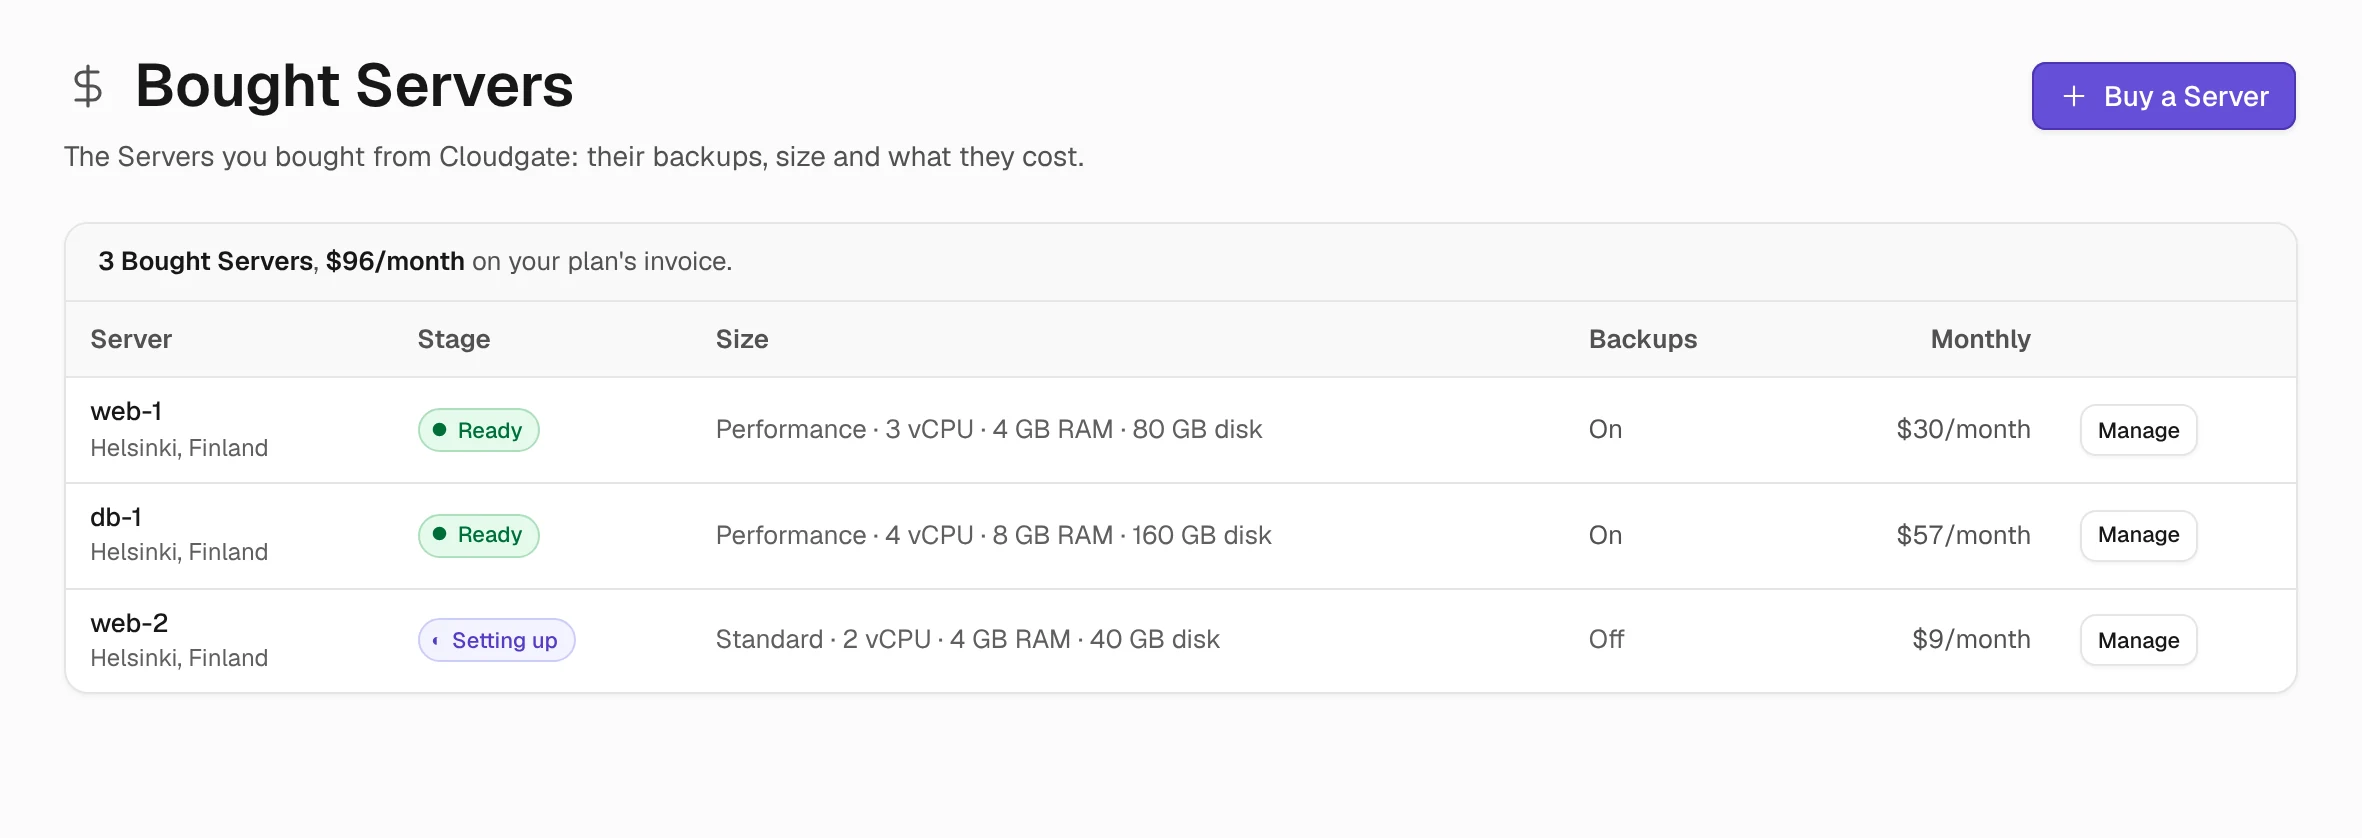 $ Bought Servers
+ Buy a Server
The Servers you bought from Cloudgate: their backups, size and what they cost.
3 Bought Servers, $96/month on your plan's invoice.
Server Stage Size Backups Monthly
web-1
Helsinki, Finland
Ready
Performance · 3 vCPU · 4 GB RAM · 80 GB disk
On
$30/month
Manage
db-1
Helsinki, Finland
Ready
Performance · 4 vCPU · 8 GB RAM · 160 GB disk
On
$57/month
Manage
web-2
Helsinki, Finland
Setting up
Standard · 2 vCPU · 4 GB RAM · 40 GB disk
Off
$9/month
Manage